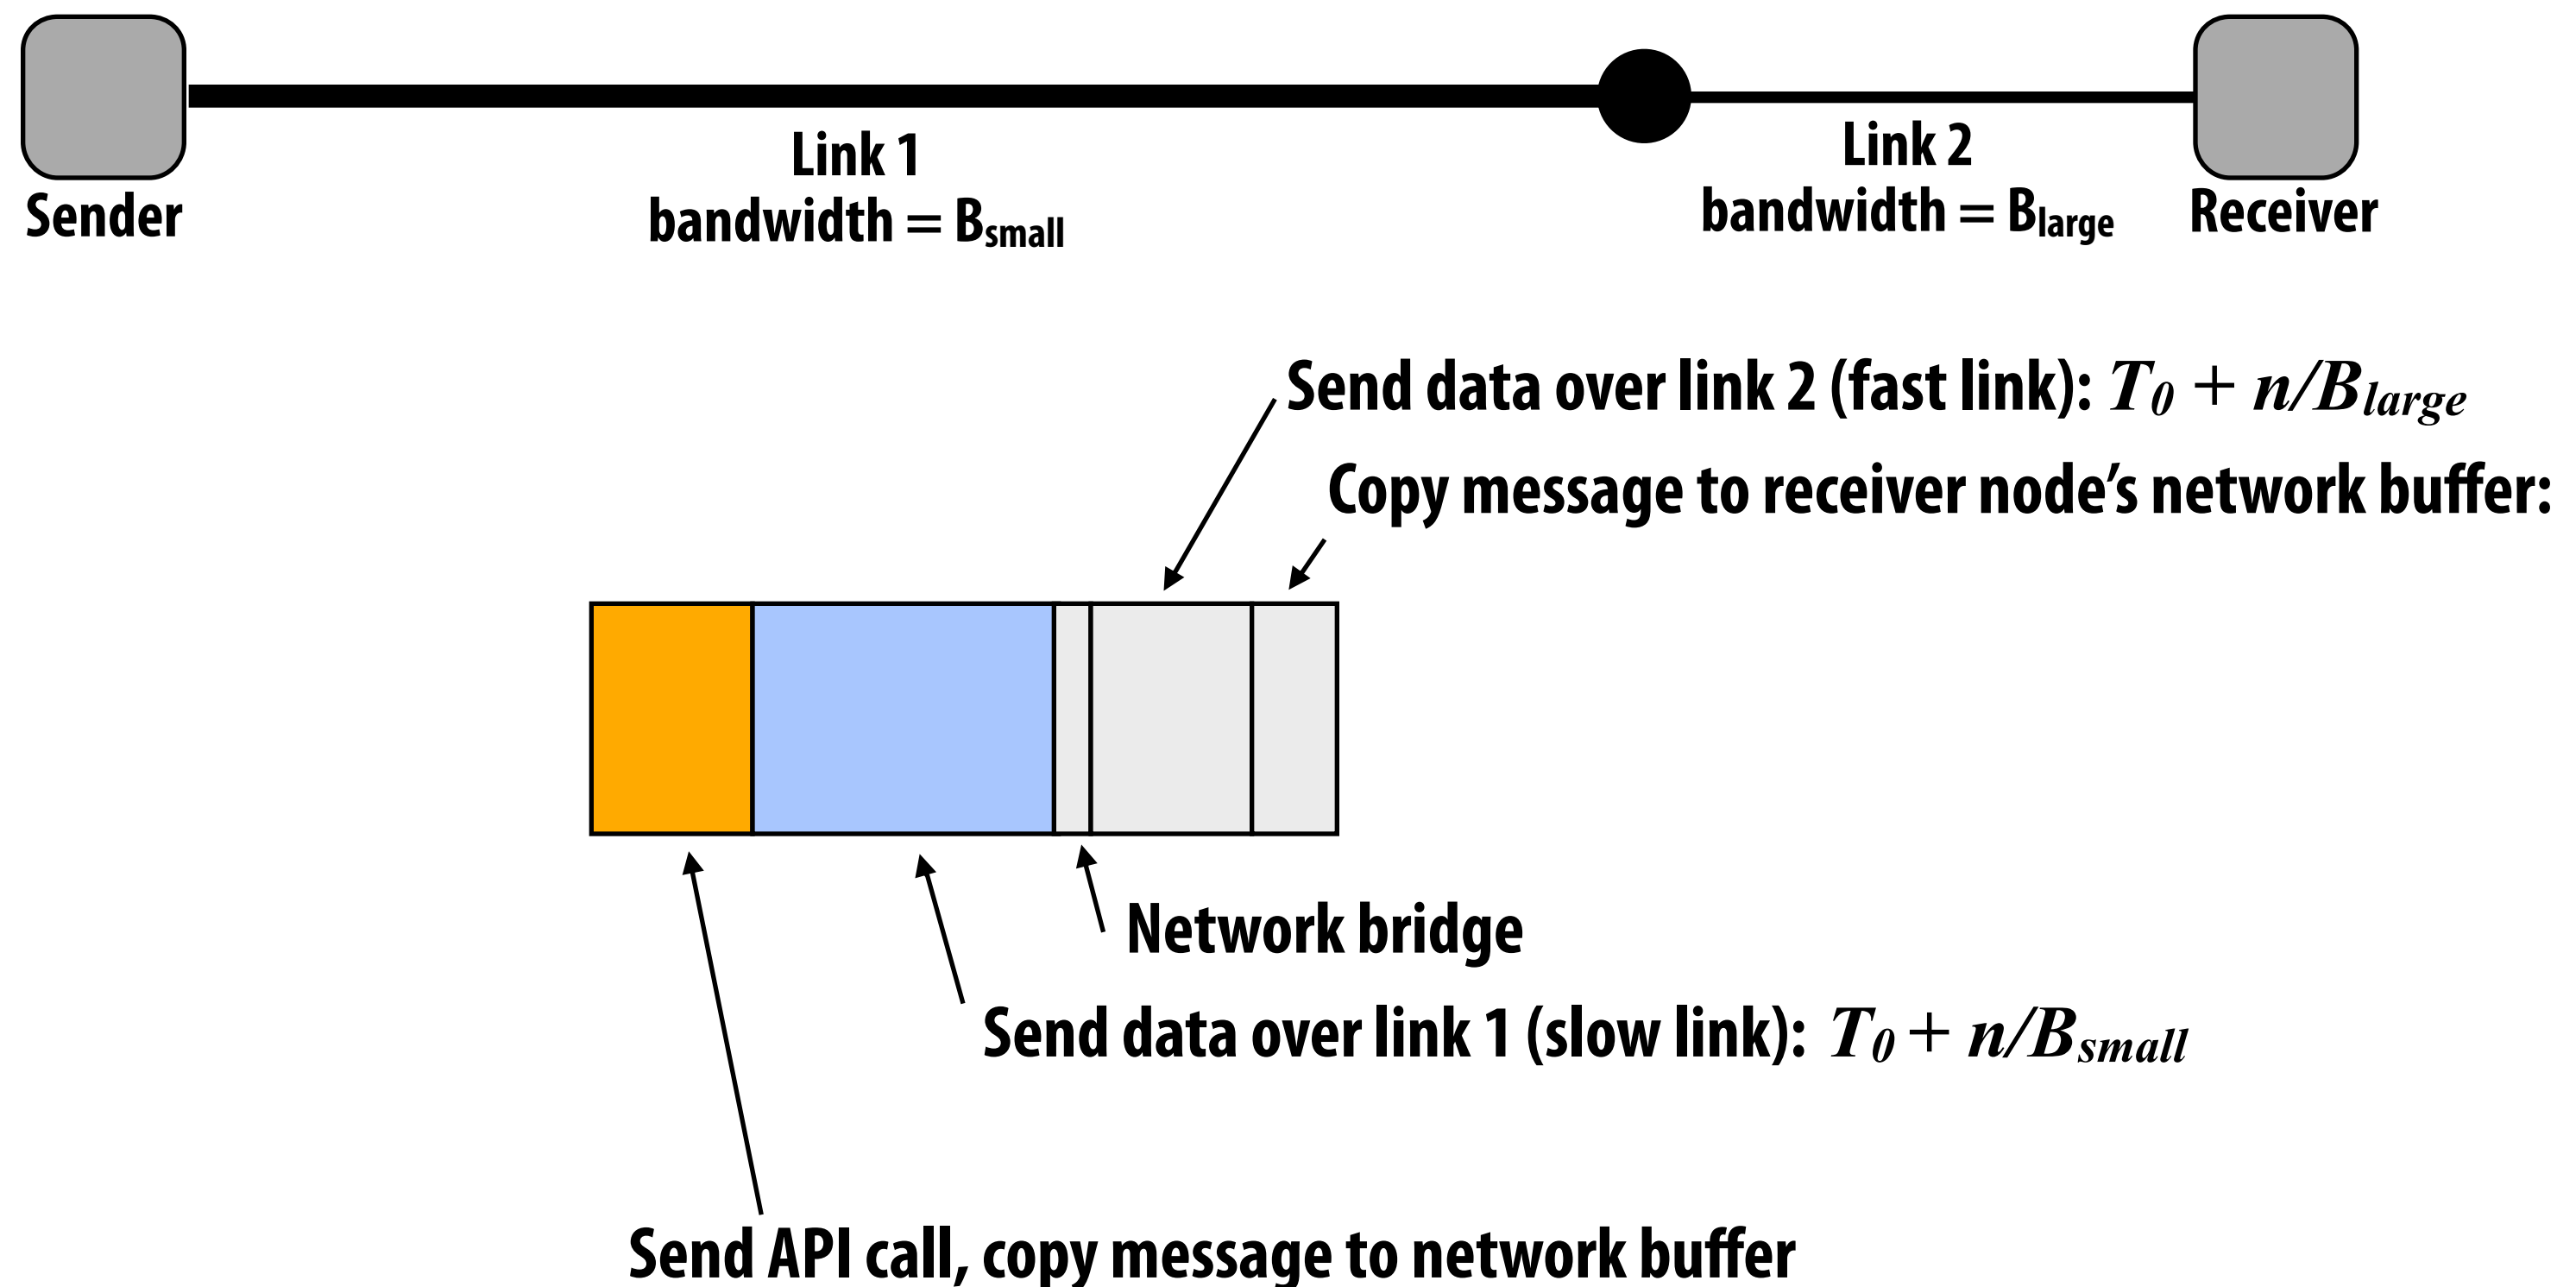 Sender
Link 1
bandwidth = Bsmall
Link 2
bandwidth = Blarge
Receiver
Send data over link 2 (fast link): T0 + n/Blarge
Copy message to receiver node’s network buffer:
Network bridge
Send data over link 1 (slow link): T0 + n/Bsmall
Send API call, copy message to network buffer